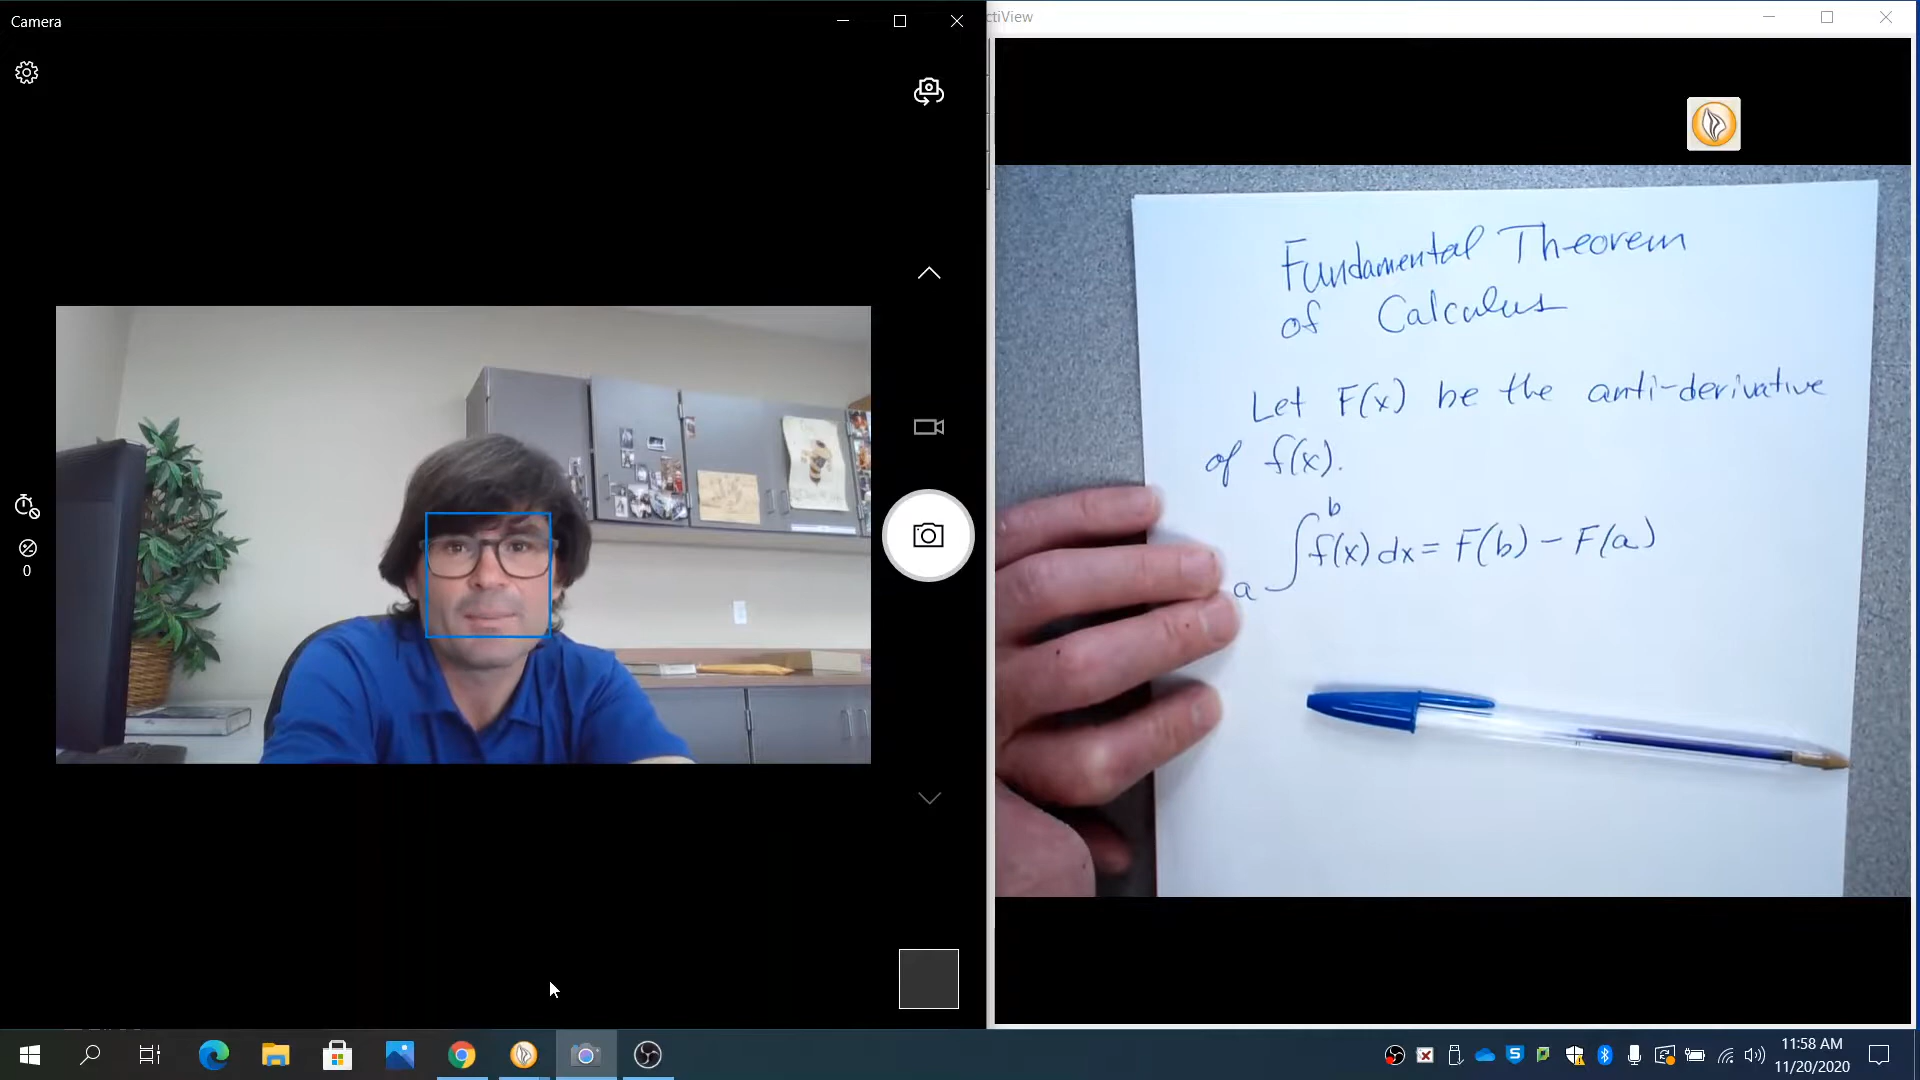 Camera
ctiView
0
Fundamental Theorem
of Calculus
Let F(x) be the anti-derivative
of f(x).
b
∫f(x) dx = F(b) - F(a)
a
11:58 AM
11/20/2020